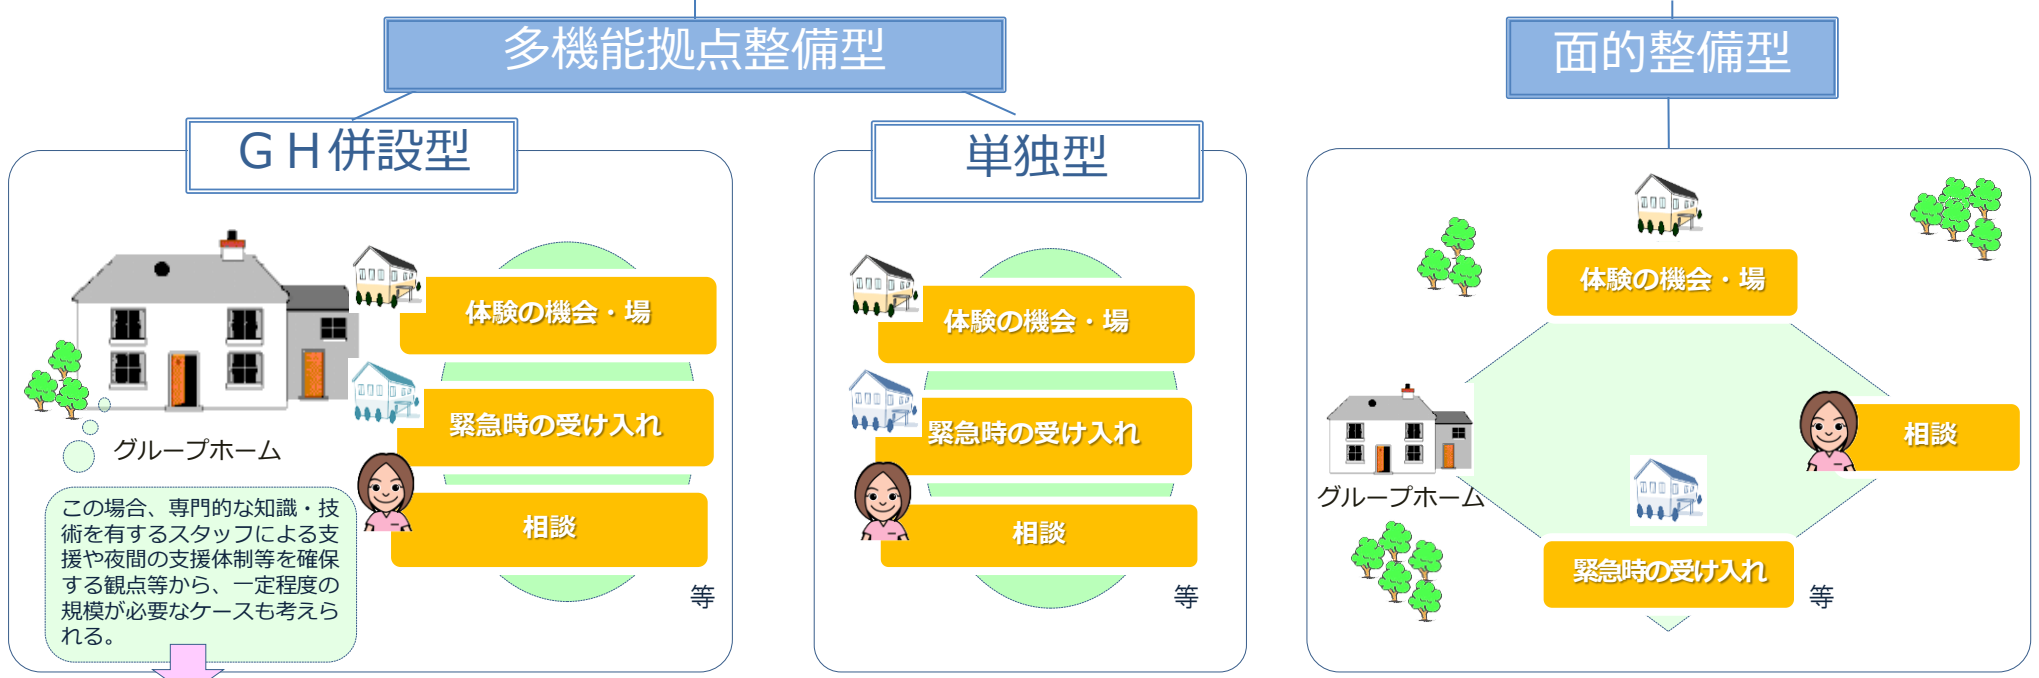 多機能拠点整備型
面的整備型
ＧＨ併設型
体験の機会・場
緊急時の受け入れ
グループホーム
相談
この場合、専門的な知識・技
術を有するスタッフによる支
援や夜間の支援体制等を確保
する観点等から、一定程度の
規模が必要なケースも考えら
れる。
等
単独型
体験の機会・場
緊急時の受け入れ
相談
等
体験の機会・場
相談
グループホーム
緊急時の受け入れ
等